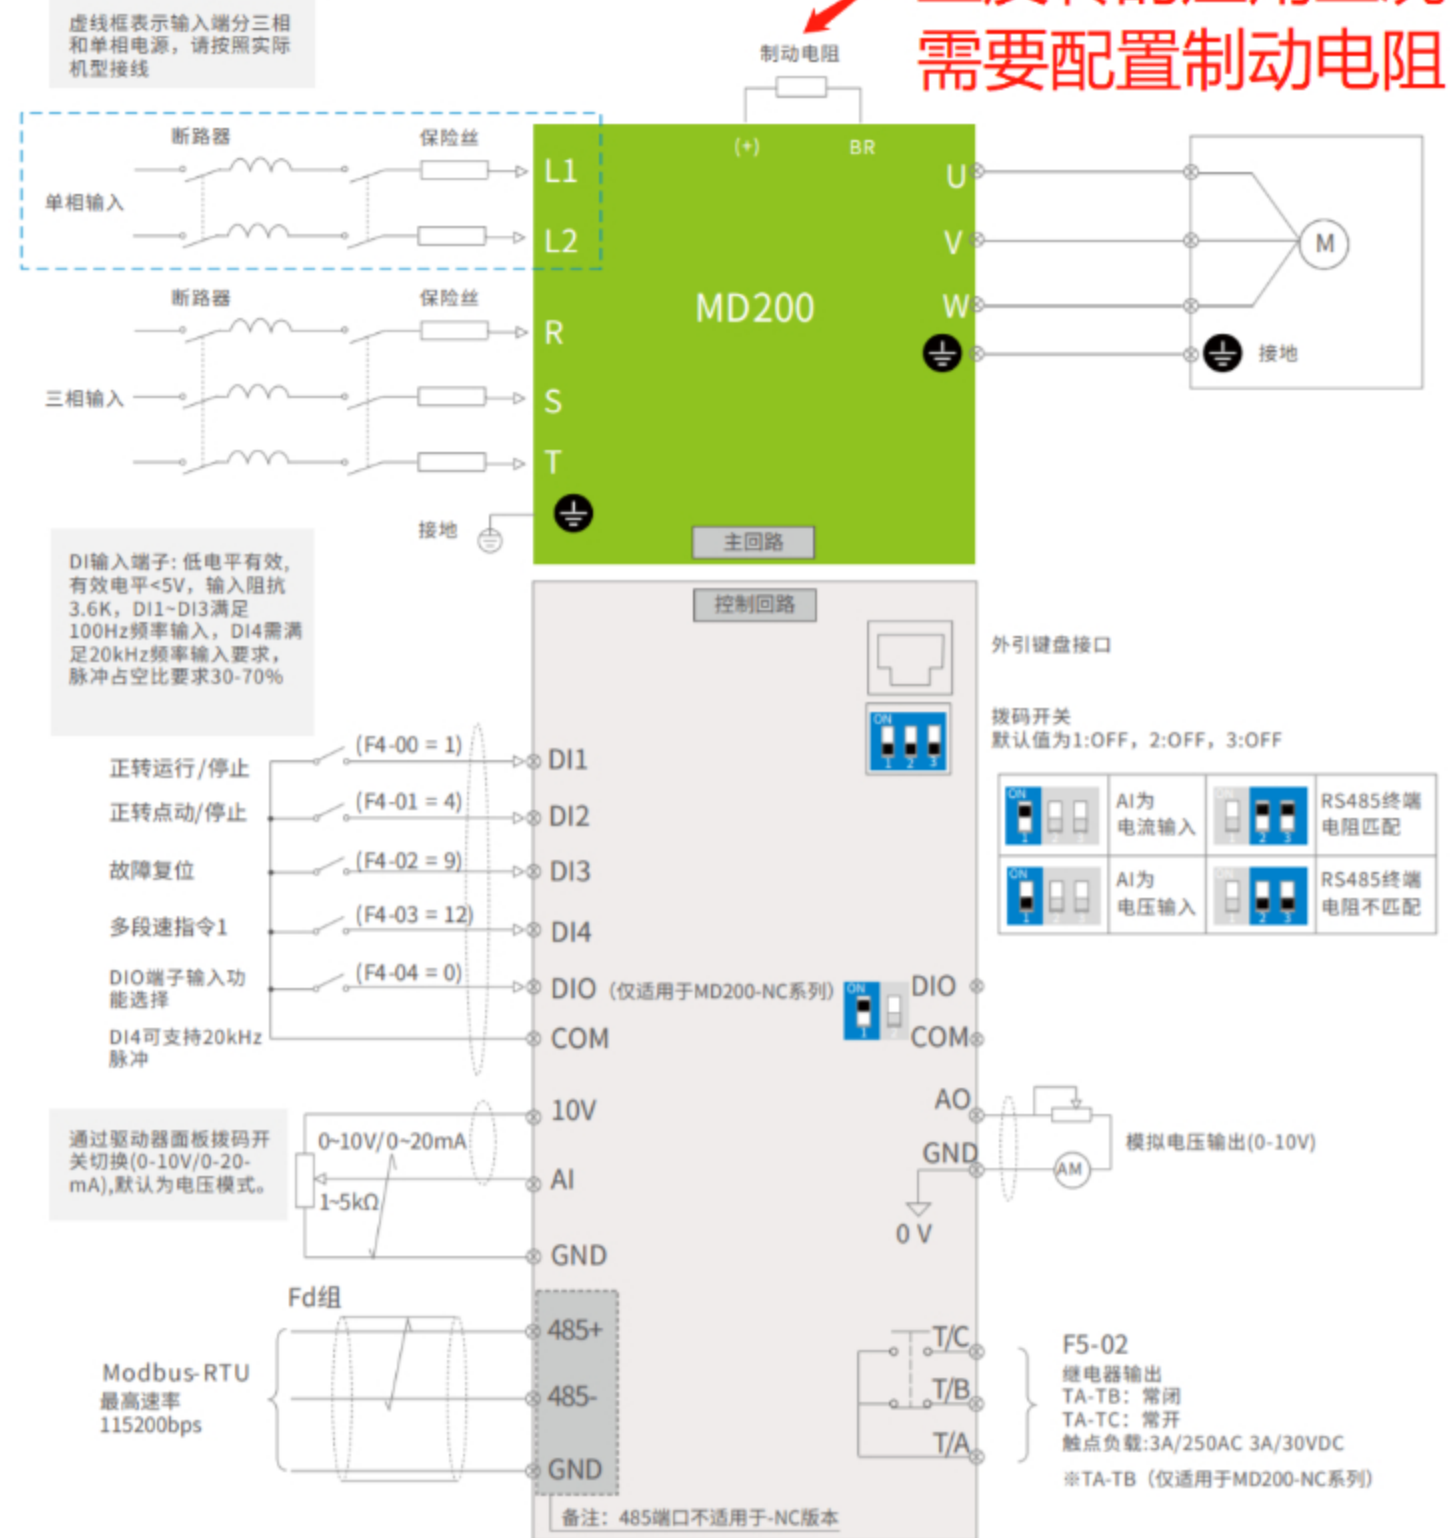 虚线框表示输入端分三相
和单相电源，请按照实际
机型接线
制动电阻
需要配置制动电阻
(+)
BR
断路器
保险丝
单相输入
L1
L2
U
V
W
M
MD200
断路器
保险丝
三相输入
R
S
T
接地
接地
主回路
控制回路
DI输入端子: 低电平有效,
有效电平<5V，输入阻抗
3.6K，DI1~DI3满足
100Hz频率输入，DI4需满
足20kHz频率输入要求，
脉冲占空比要求30-70%
外引键盘接口
ON
1 2 3
拨码开关
默认值为1:OFF，2:OFF，3:OFF
ON
1
AI为
电流输入
2 3
RS485终端
电阻匹配
ON
1
AI为
电压输入
2 3
RS485终端
电阻不匹配
正转运行/停止
(F4-00 = 1)
DI1
正转点动/停止
(F4-01 = 4)
DI2
故障复位
(F4-02 = 9)
DI3
多段速指令1
(F4-03 = 12)
DI4
DIO端子输入功
能选择
(F4-04 = 0)
DIO（仅适用于MD200-NC系列）
ON
1
DIO
DI4可支持20kHz
脉冲
COM
COM
通过驱动器面板拨码开
关切换(0-10V/0-20-
mA),默认为电压模式。
10V
0~10V/0~20mA
AI
1~5kΩ
GND
AO
GND
AM
模拟电压输出(0-10V)
0 V
Fd组
Modbus-RTU
最高速率
115200bps
485+
485-
GND
备注：485端口不适用于-NC版本
T/C
T/B
T/A
F5-02
继电器输出
TA-TB：常闭
TA-TC：常开
触点负载:3A/250AC 3A/30VDC
※TA-TB（仅适用于MD200-NC系列）